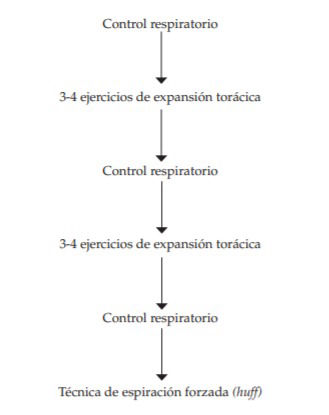 Control respiratorio
3-4 ejercicios de expansión torácica
Control respiratorio
3-4 ejercicios de expansión torácica
Control respiratorio
Técnica de espiración forzada (huff)